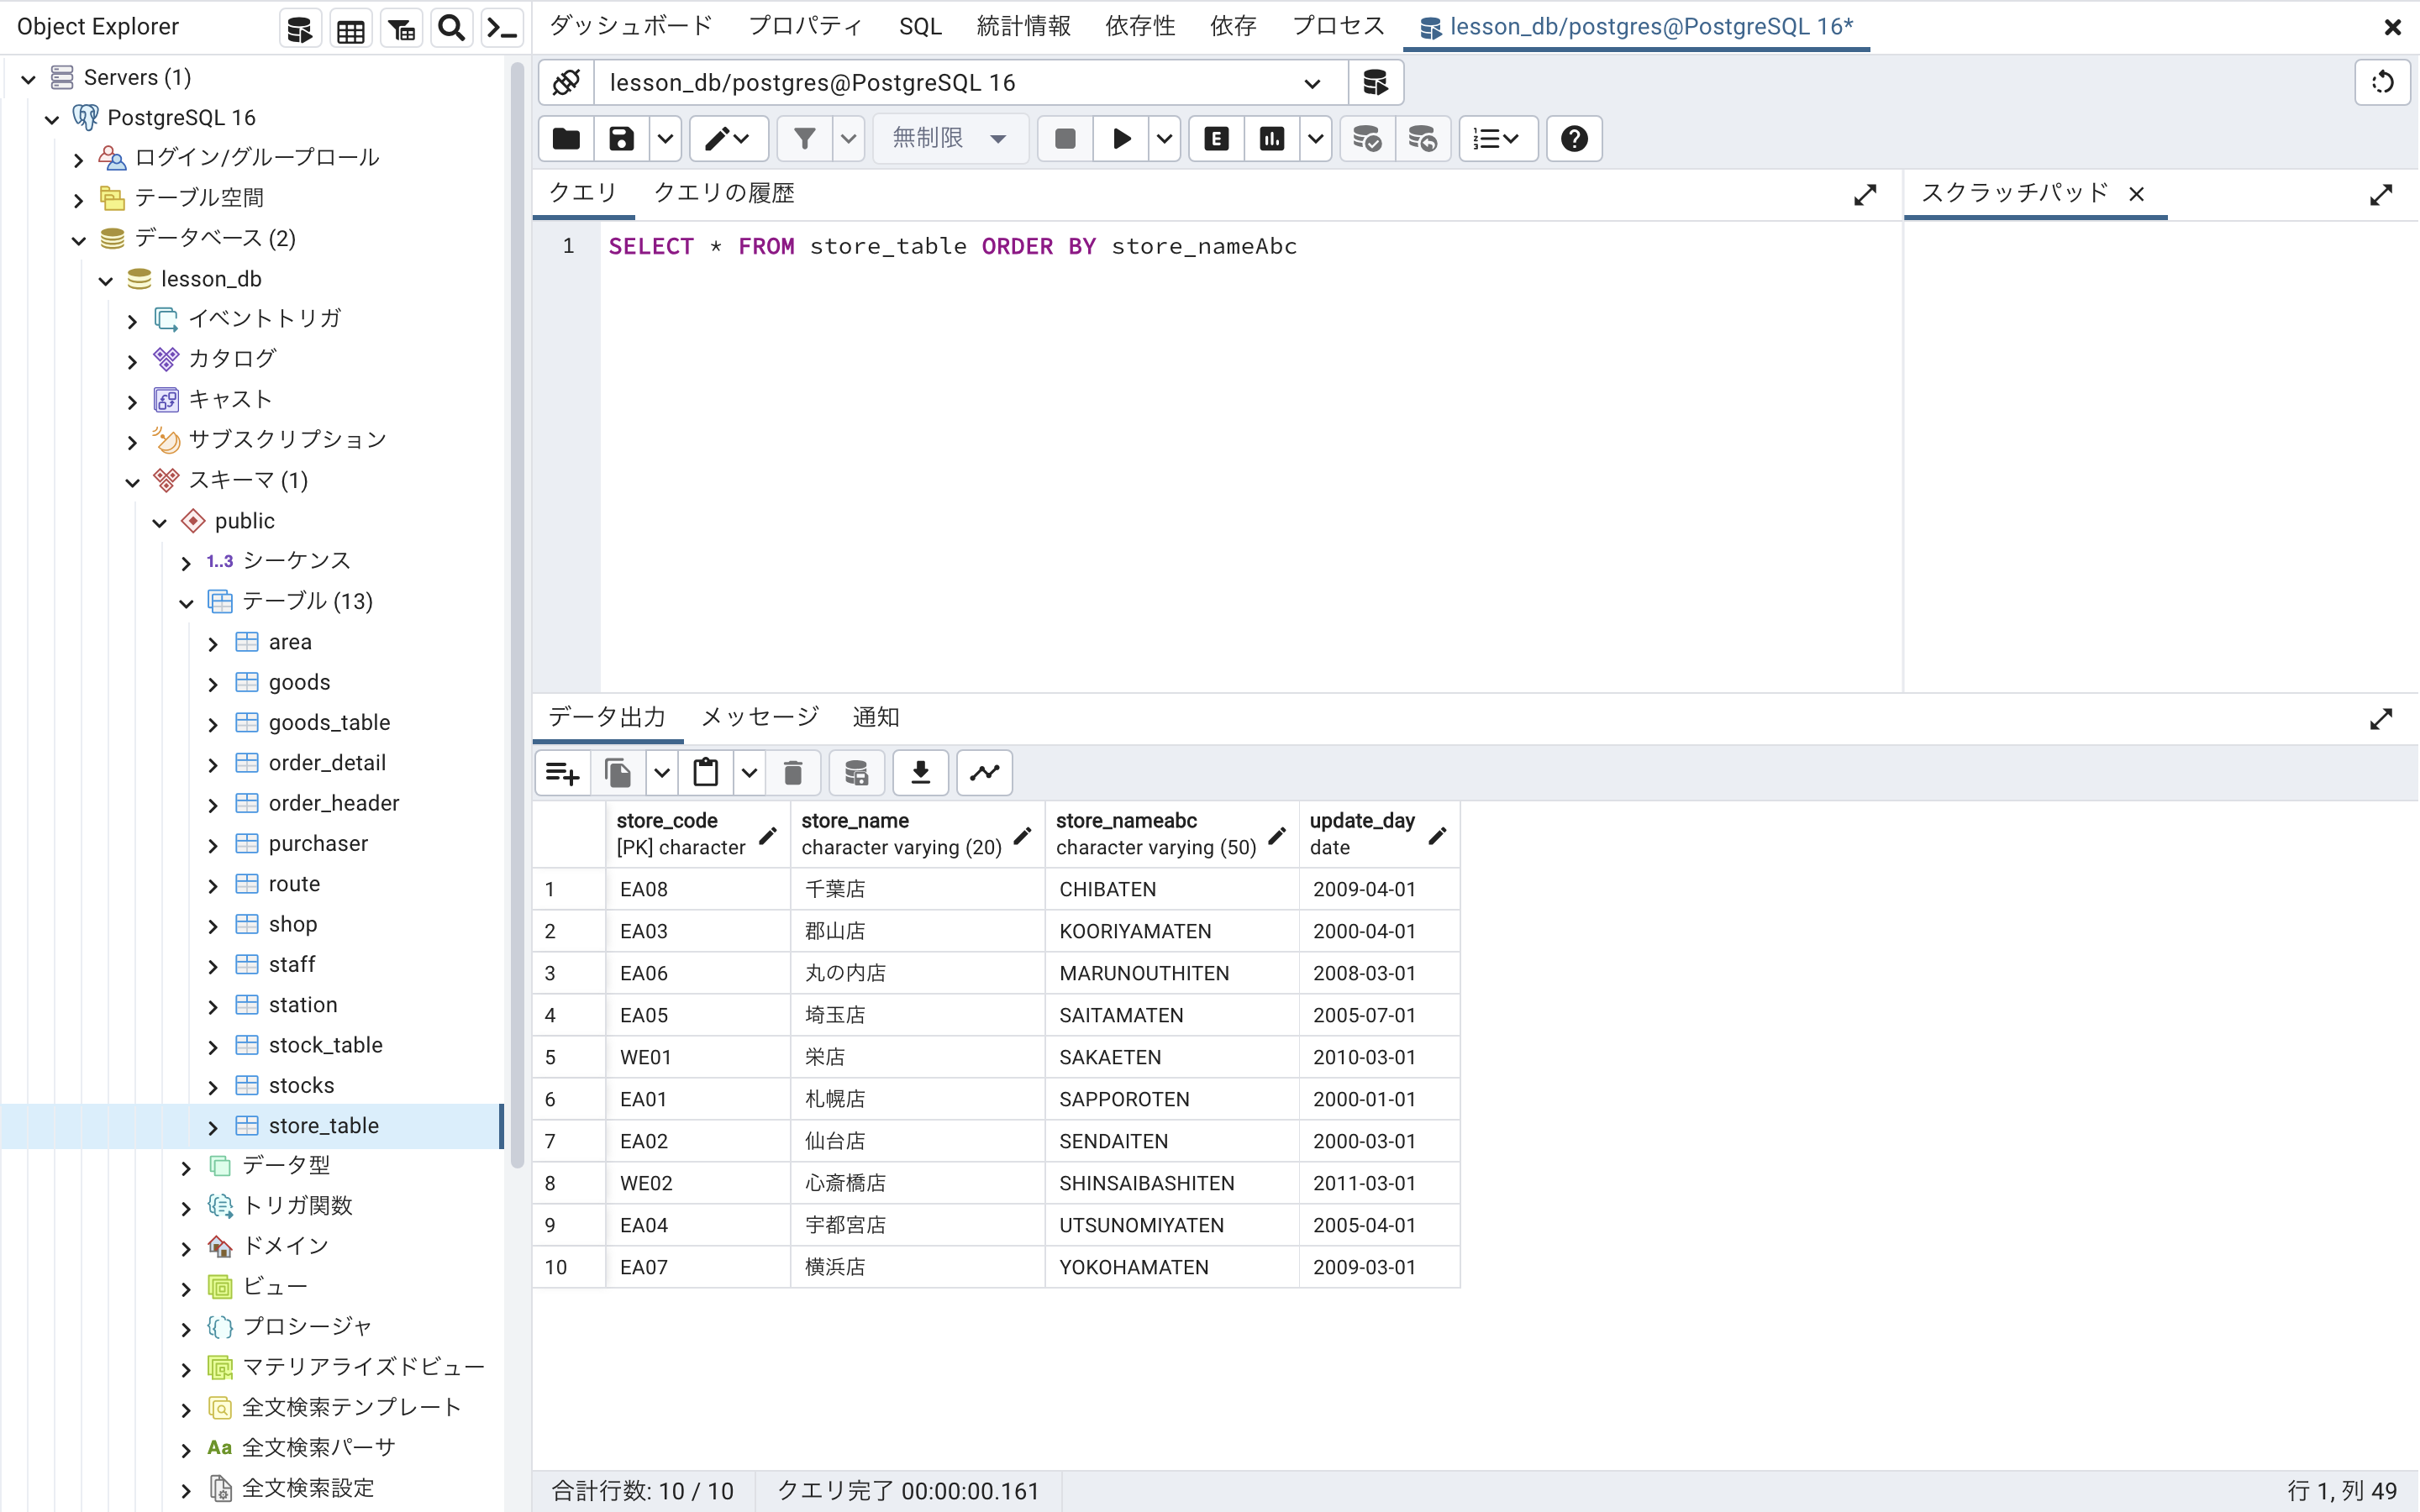 Object Explorer
Servers (1)
PostgreSQL 16
ログイン/グループロール
テーブル空間
データベース (2)
lesson_db
イベントトリガ
カタログ
キャスト
サブスクリプション
スキーマ (1)
public
1..3 シーケンス
テーブル (13)
area
goods
goods_table
order_detail
order_header
purchaser
route
shop
staff
station
stock_table
stocks
store_table
データ型
トリガ関数
ドメイン
ビュー
プロシージャ
マテリアライズドビュー
全文検索テンプレート
Aa 全文検索パーサ
全文検索設定
ダッシュボード プロパティ SQL 統計情報 依存性 依存 プロセス lesson_db/postgres@PostgreSQL 16*
lesson_db/postgres@PostgreSQL 16
無制限 E
クエリ クエリの履歴 スクラッチパッド
1 SELECT * FROM store_table ORDER BY store_nameAbc
データ出力 メッセージ 通知
store_code store_name store_nameabc update_day
[PK] character character varying (20) character varying (50) date
1 EA08 千葉店 CHIBATEN 2009-04-01
2 EA03 郡山店 KOORIYAMATEN 2000-04-01
3 EA06 丸の内店 MARUNOUTHITEN 2008-03-01
4 EA05 埼玉店 SAITAMATEN 2005-07-01
5 WE01 栄店 SAKAETEN 2010-03-01
6 EA01 札幌店 SAPPOROTEN 2000-01-01
7 EA02 仙台店 SENDAITEN 2000-03-01
8 WE02 心斎橋店 SHINSAIBASHITEN 2011-03-01
9 EA04 宇都宮店 UTSUNOMIYATEN 2005-04-01
10 EA07 横浜店 YOKOHAMATEN 2009-03-01
合計行数: 10 / 10 クエリ完了 00:00:00.161 行 1, 列 49